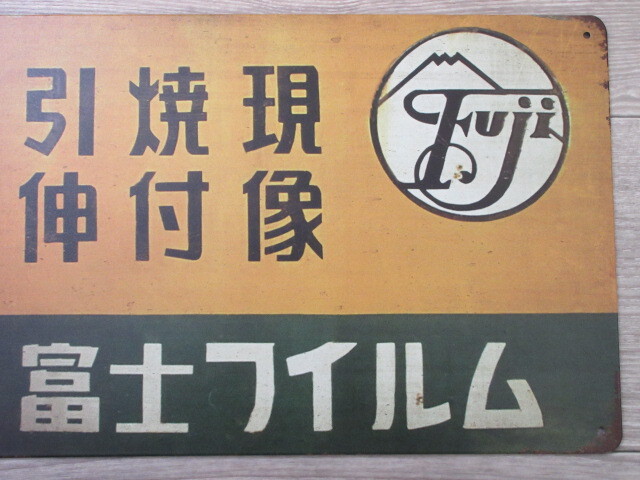 現像
焼付
引伸
Fuji
富士フイルム